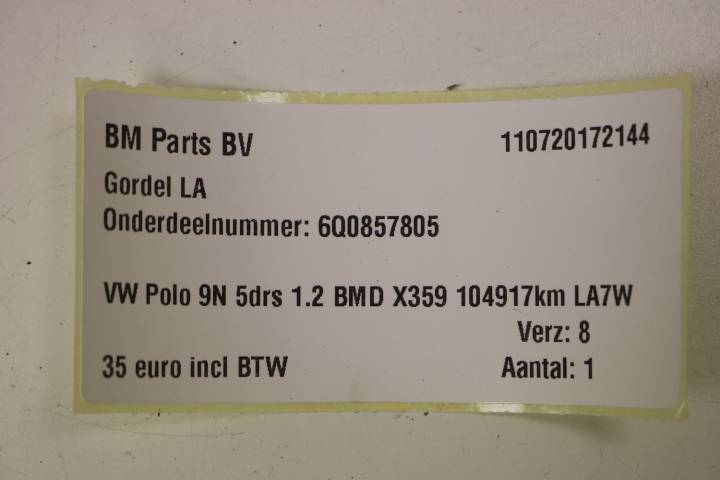 BM Parts BV 110720172144
Gordel LA
Onderdeelnummer: 6Q0857805
VW Polo 9N 5drs 1.2 BMD X359 104917km LA7W
Verz: 8
35 euro incl BTW Aantal: 1